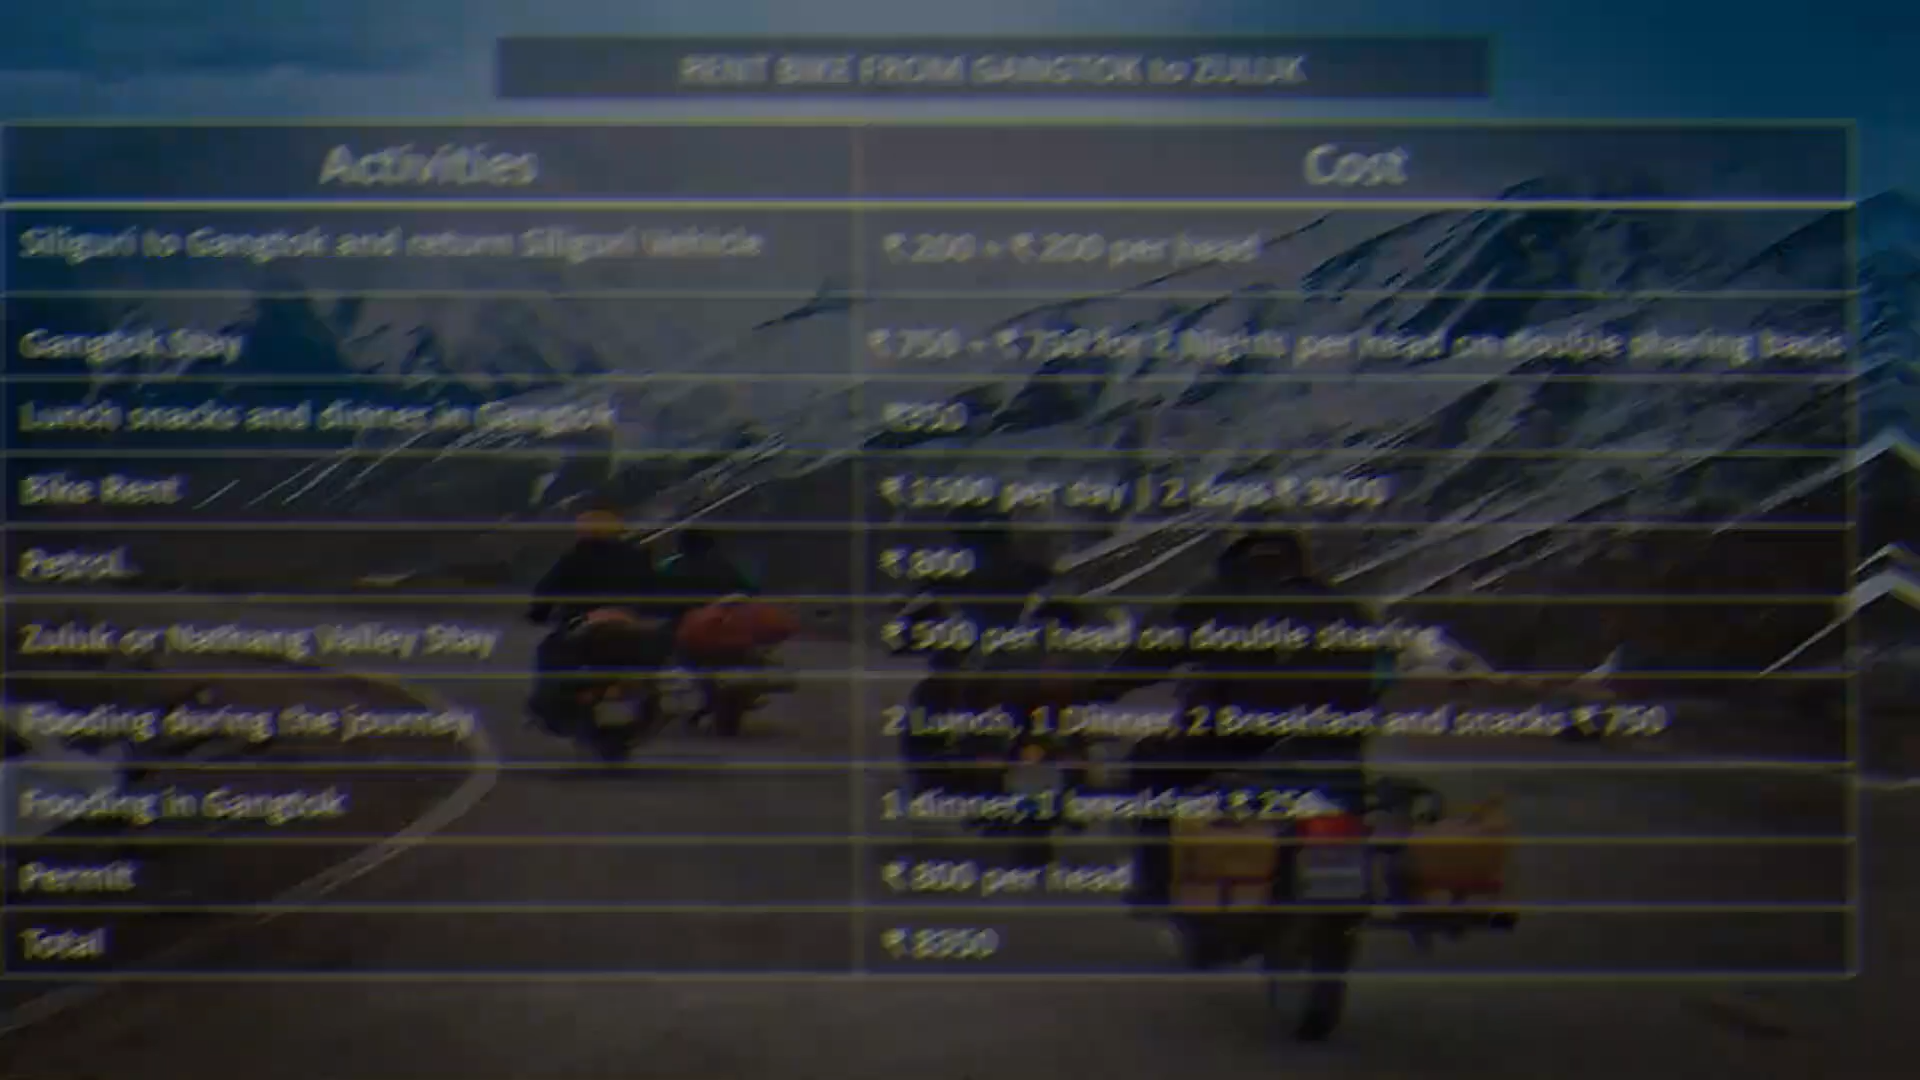 RENT BIKE FROM GANGTOK to ZULUK
Activities Cost
Siliguri to Gangtok and return Siliguri Vehicle ₹ 200 + ₹ 200 per head
Gangtok Stay ₹ 750 + ₹ 750 for 2 Nights per head on double sharing basis
Lunch snacks and dinner in Gangtok ₹350
Bike Rent ₹ 1500 per day | 2 days ₹ 3000
Petrol ₹ 800
Zuluk or Nathang Valley Stay ₹ 500 per head on double sharing
Fooding during the journey 2 Lunch, 1 Dinner, 2 Breakfast and snacks ₹ 750
Fooding in Gangtok 1 dinner, 1 breakfast ₹ 250
Permit ₹ 800 per head
Total ₹ 8350